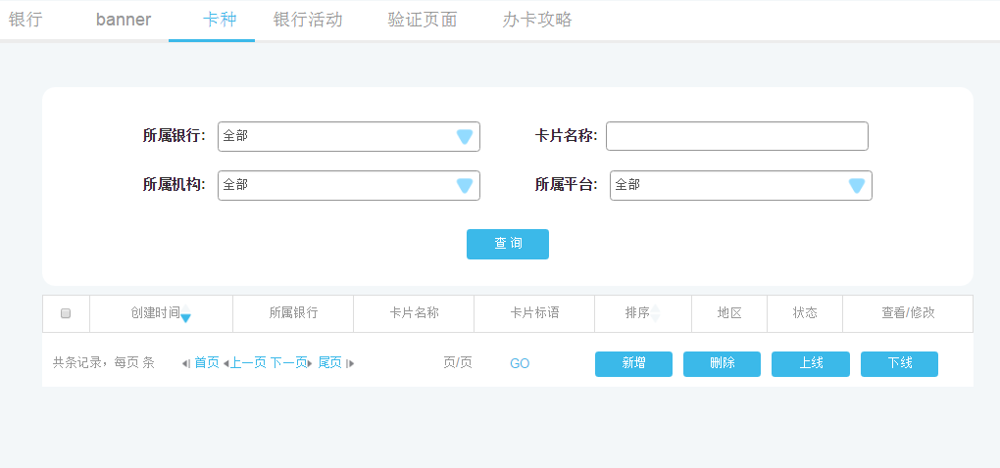 银行 banner 卡种 银行活动 验证页面 办卡攻略
所属银行： 全部 卡片名称：
所属机构： 全部 所属平台： 全部
查 询
创建时间 所属银行 卡片名称 卡片标语 排序 地区 状态 查看/修改
共条记录，每页 条 首页 上一页 下一页 尾页 页/页 GO 新增 删除 上线 下线